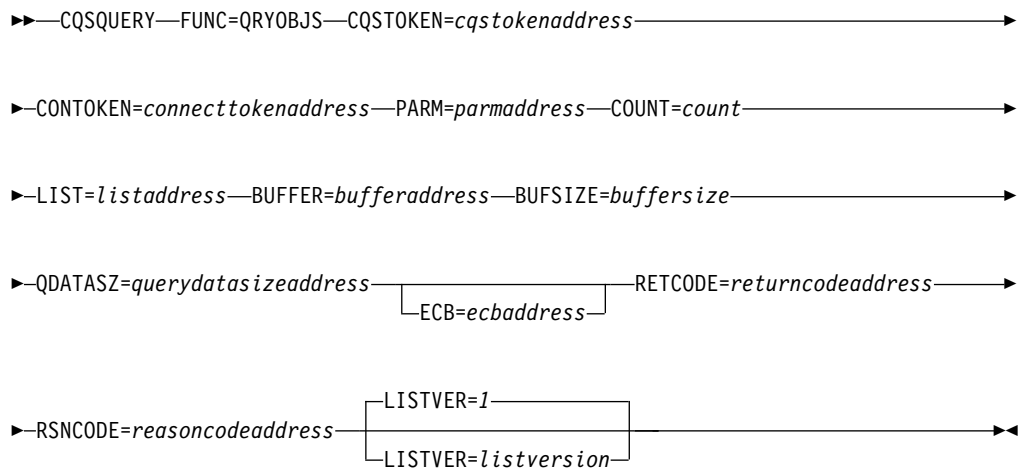 CQSQUERY FUNC=QRYOBJS CQSTOKEN=cqstokenaddress
CONTOKEN=connecttokenaddress PARM=parmaddress COUNT=count
LIST=listaddress BUFFER=bufferaddress BUFSIZE=buffersize
QDATASZ=querydatasizeaddress RETCODE=returncodeaddress
ECB=ecbaddress
LISTVER=1
RSNCODE=reasoncodeaddress
LISTVER=listversion